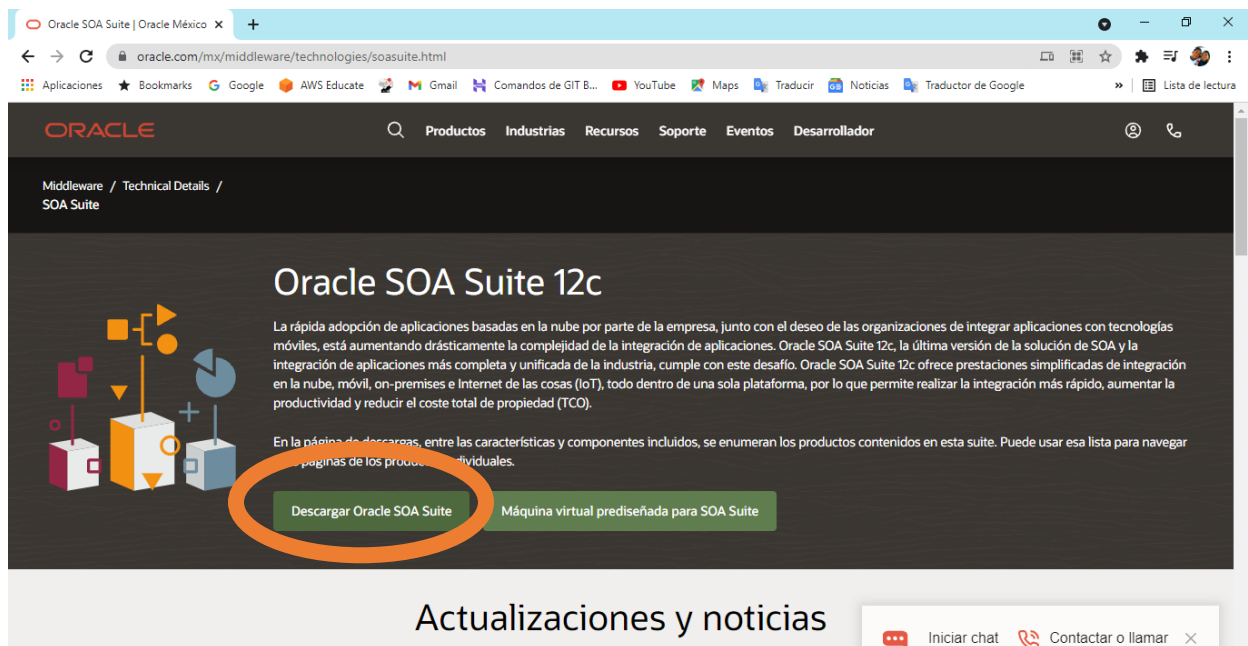 Oracle SOA Suite | Oracle México
oracle.com/mx/middleware/technologies/soasuite.html
Aplicaciones Bookmarks Google AWS Educate Gmail Comandos de GIT B... YouTube Maps Traducir Noticias Traductor de Google » Lista de lectura
ORACLE Productos Industrias Recursos Soporte Eventos Desarrollador
Middleware / Technical Details /
SOA Suite
Oracle SOA Suite 12c
La rápida adopción de aplicaciones basadas en la nube por parte de la empresa, junto con el deseo de las organizaciones de integrar aplicaciones con tecnologías
móviles, está aumentando drásticamente la complejidad de la integración de aplicaciones. Oracle SOA Suite 12c, la última versión de la solución de SOA y la
integración de aplicaciones más completa y unificada de la industria, cumple con este desafío. Oracle SOA Suite 12c ofrece prestaciones simplificadas de integración
en la nube, móvil, on-premises e Internet de las cosas (IoT), todo dentro de una sola plataforma, por lo que permite realizar la integración más rápido, aumentar la
productividad y reducir el coste total de propiedad (TCO).
En la página de descargas, entre las características y componentes incluidos, se enumeran los productos contenidos en esta suite. Puede usar esa lista para navegar
páginas de los
Descargar Oracle SOA Suite Máquina virtual prediseñada para SOA Suite
Actualizaciones y noticias
Iniciar chat Contactar o llamar